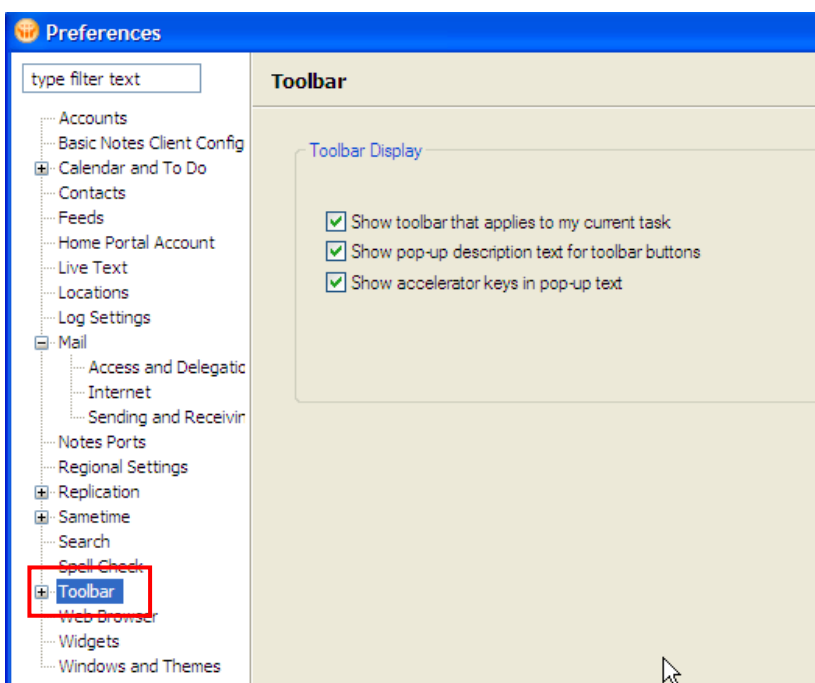 Preferences
type filter text
Accounts
Basic Notes Client Config
Calendar and To Do
Contacts
Feeds
Home Portal Account
Live Text
Locations
Log Settings
Mail
Access and Delegatic
Internet
Sending and Receivir
Notes Ports
Regional Settings
Replication
Sametime
Search
Spell Check
Toolbar
Web Browser
Widgets
Windows and Themes
Toolbar
Toolbar Display
Show toolbar that applies to my current task
Show pop-up description text for toolbar buttons
Show accelerator keys in pop-up text